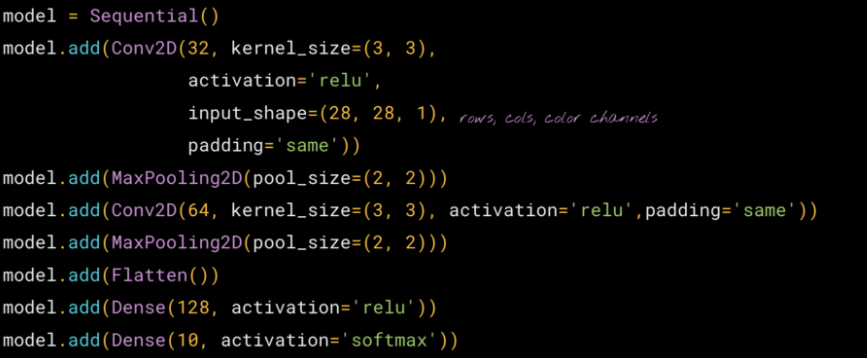 model = Sequential()
model.add(Conv2D(32, kernel_size=(3, 3),
activation='relu',
input_shape=(28, 28, 1), rows, cols, color channels
padding='same'))
model.add(MaxPooling2D(pool_size=(2, 2)))
model.add(Conv2D(64, kernel_size=(3, 3), activation='relu',padding='same'))
model.add(MaxPooling2D(pool_size=(2, 2)))
model.add(Flatten())
model.add(Dense(128, activation='relu'))
model.add(Dense(10, activation='softmax'))